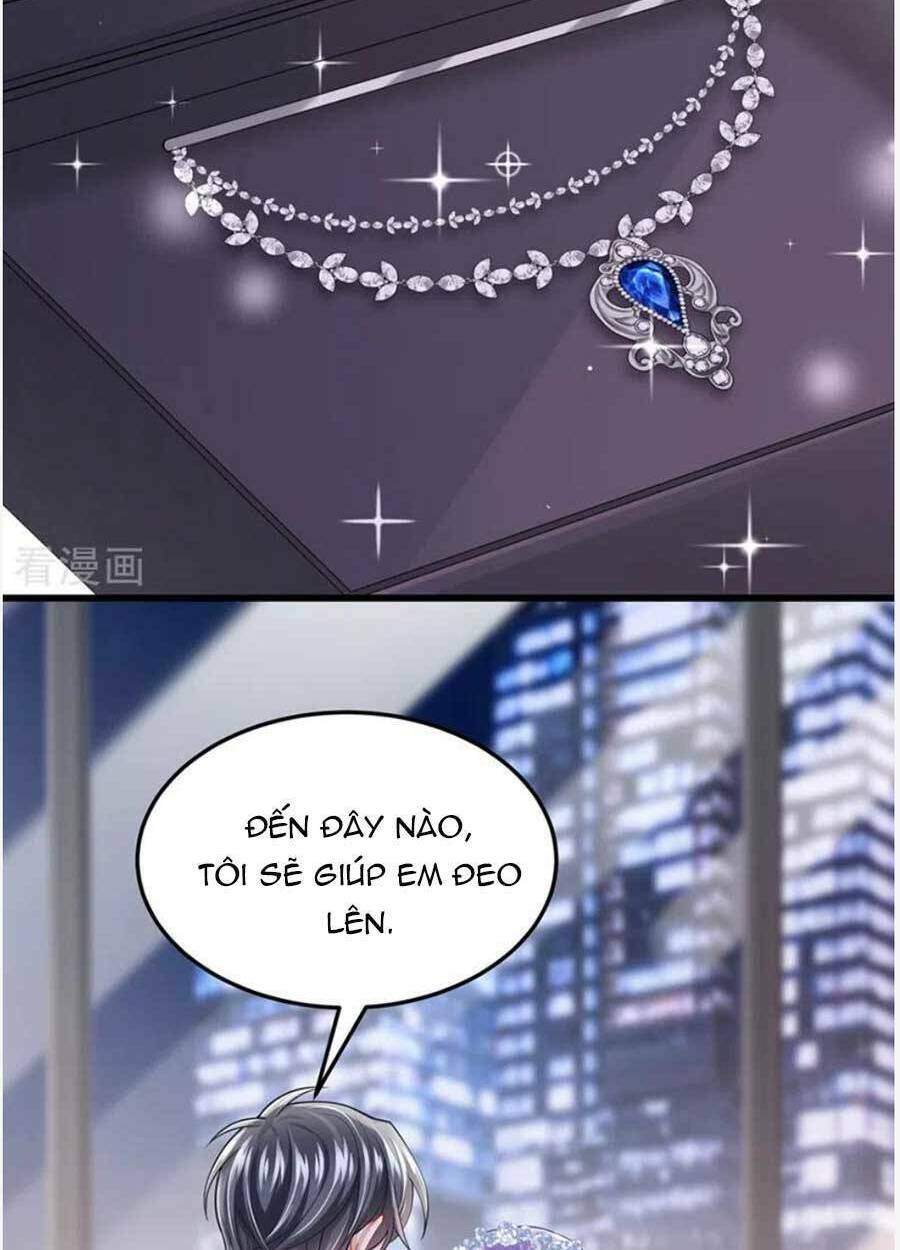 看漫画
ĐẾN ĐÂY NÀO,
TÔI SẼ GIÚP EM ĐEO
LÊN.